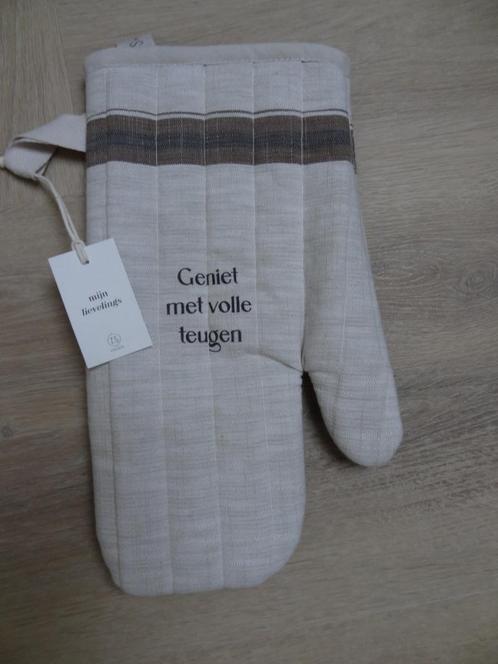 Geniet
met volle
teugen
mijn
lievelings